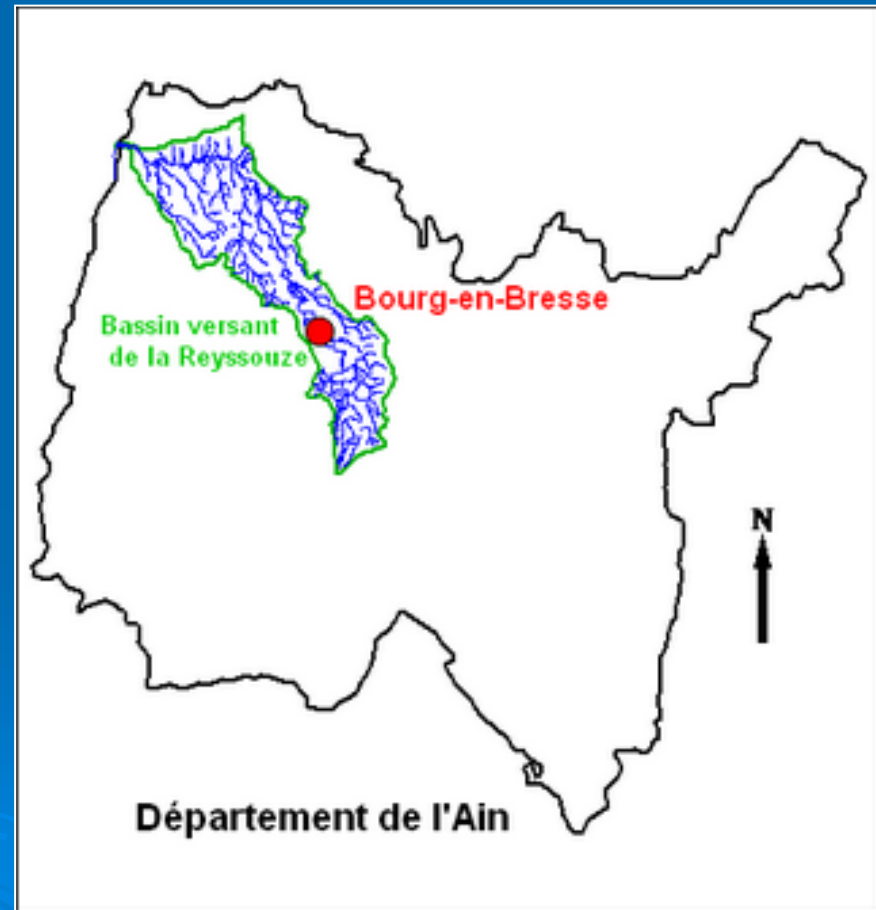 Bourg-en-Bresse
Bassin versant
de la Reyssouze
N
Département de l'Ain